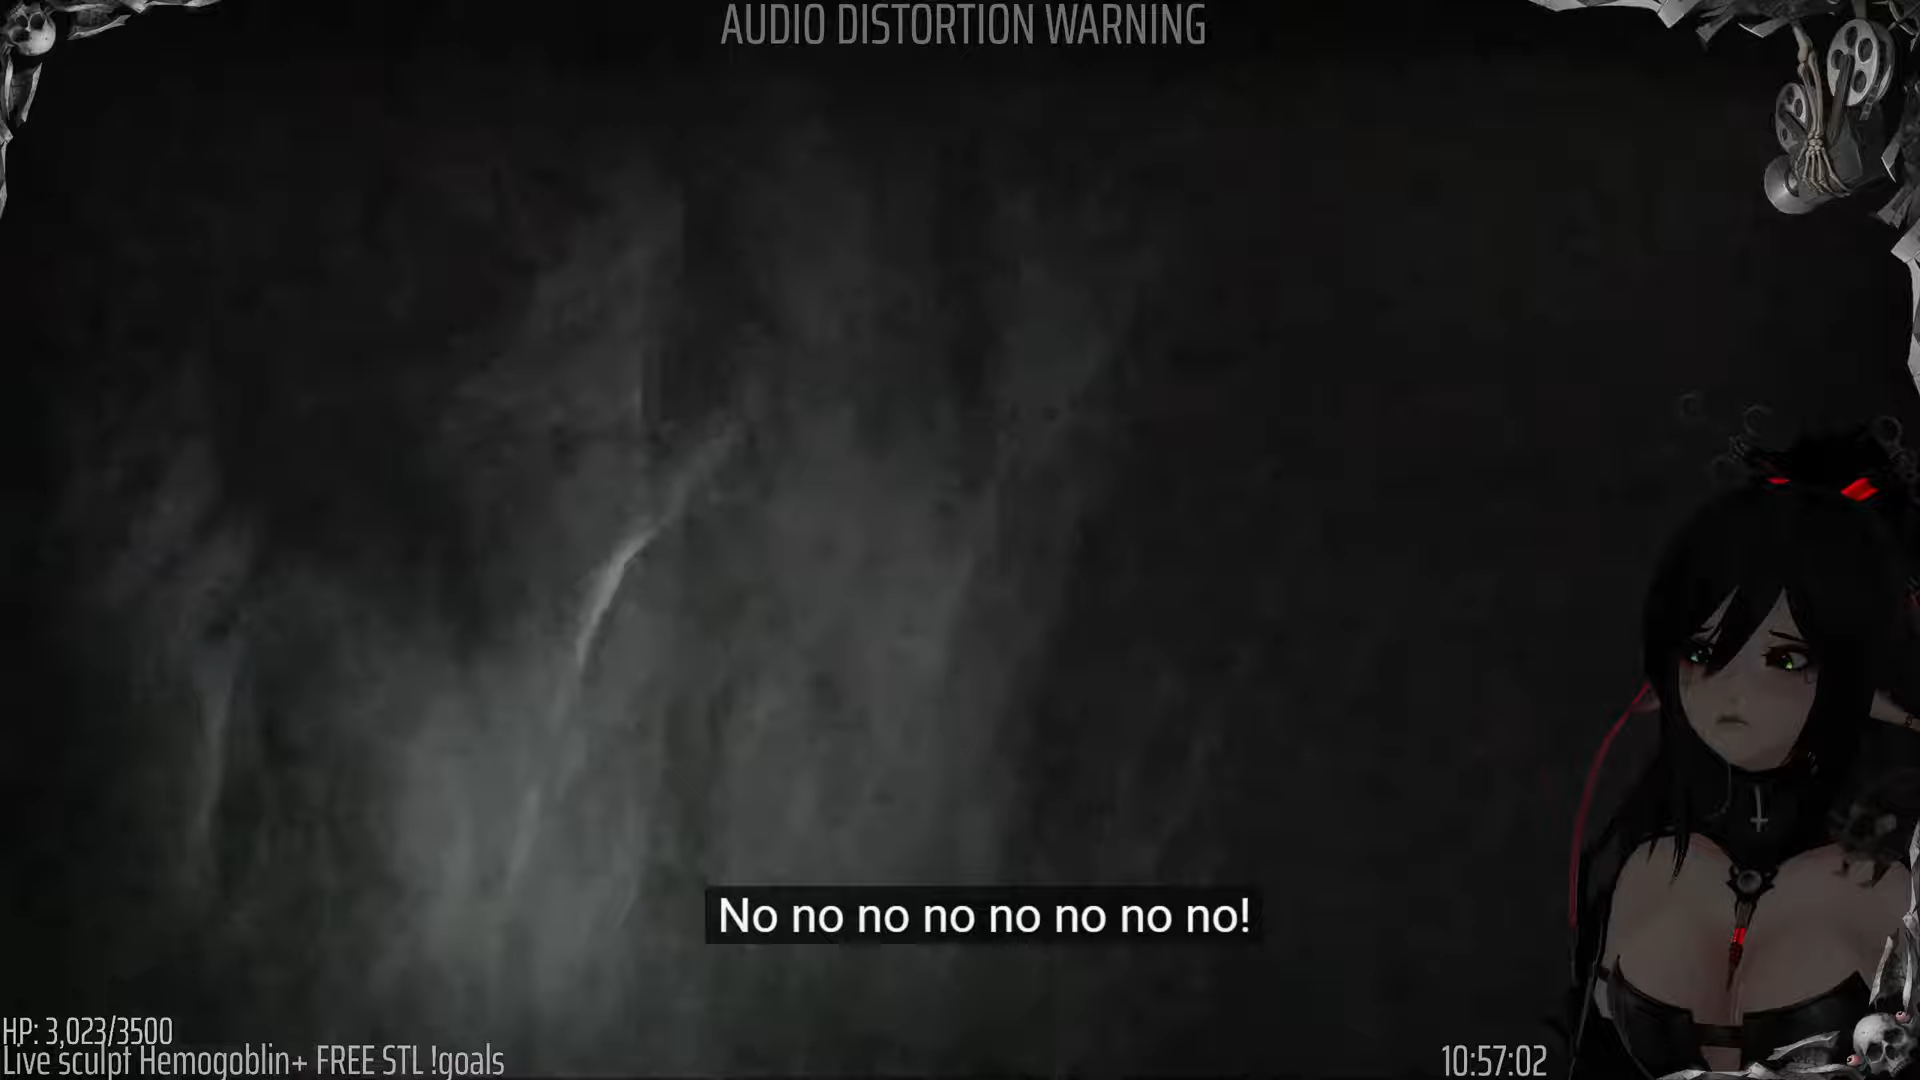 AUDIO DISTORTION WARNING
No no no no no no no no!
HP: 3,023/3500
Live sculpt Hemogoblin+ FREE STL !goals
10:57:02